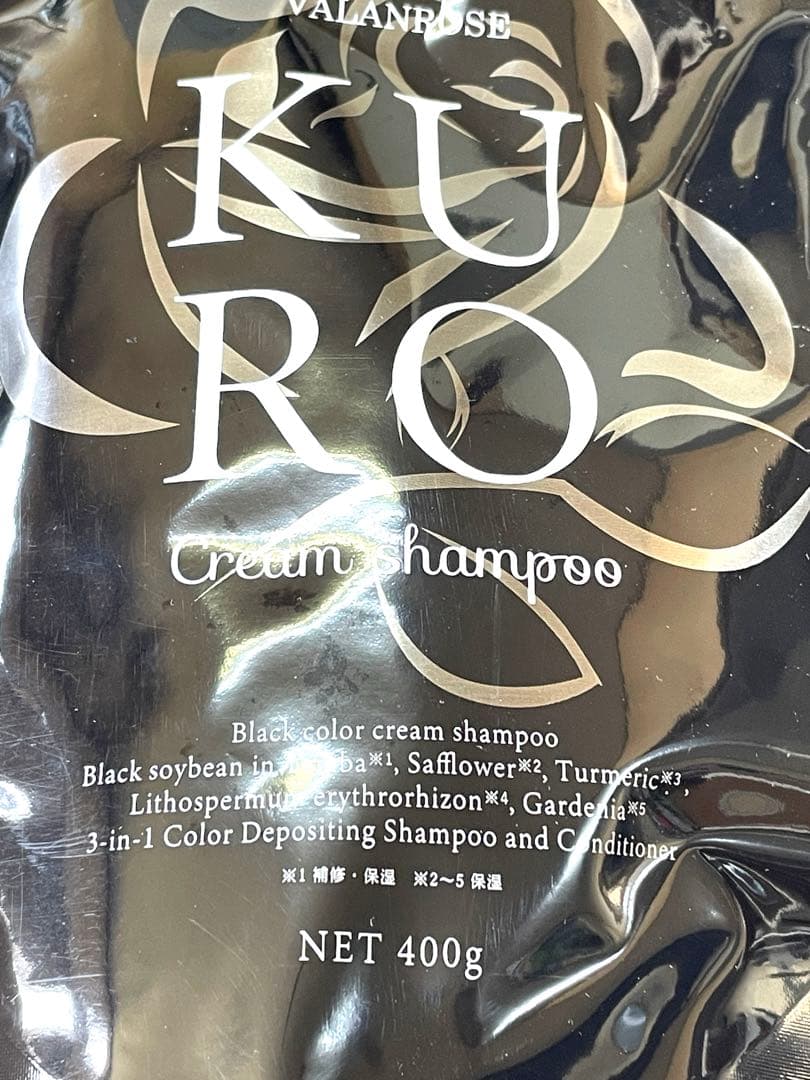 VALANROSE
KU
RO
Cream shampoo
Black color cream shampoo
Black soybean in ※1, Safflower※2, Turmeric※3,
Lithospermum erythrorhizon※4, Gardenia※5
3-in-1 Color Depositing Shampoo and Conditioner
※1 補修・保湿 ※2〜5 保湿
NET 400g